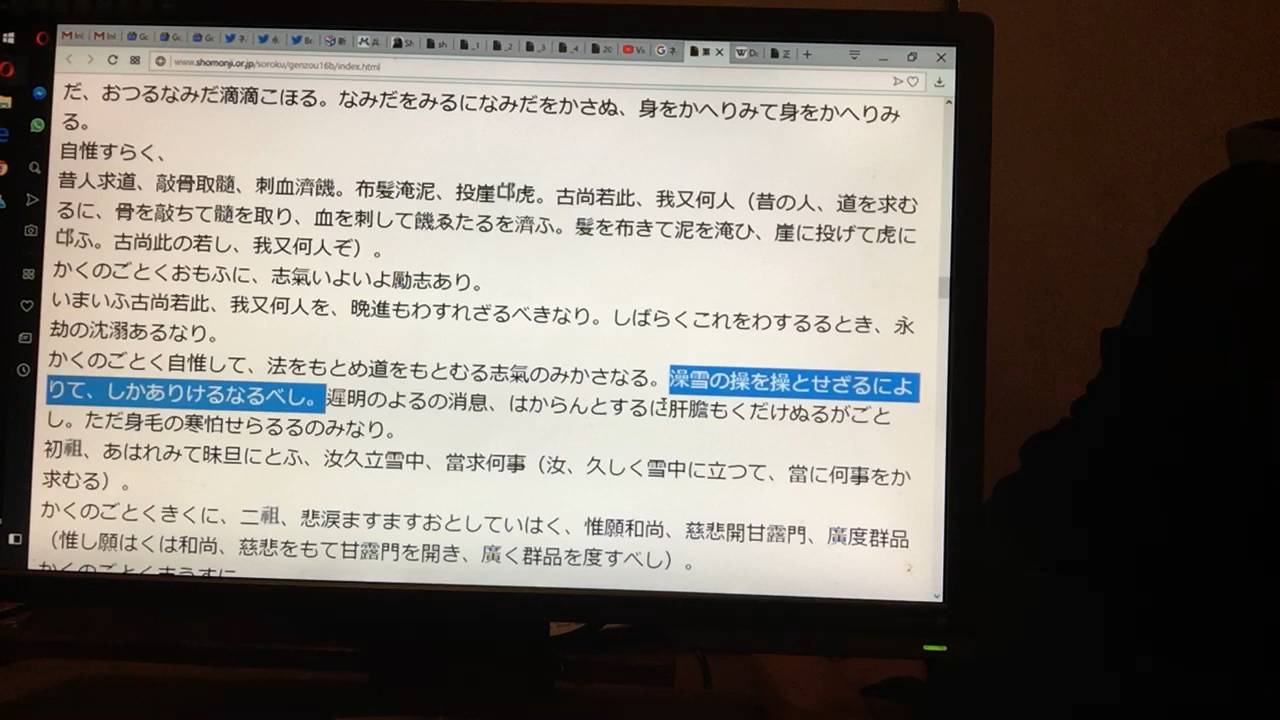 www.shomonji.or.jp/soroku/genzou16b/index.html
だ、おつるなみだ滴滴こほる。なみだをみるになみだをかさぬ、身をかへりみて身をかへりみ
る。
自惟すらく、
昔人求道、敲骨取髓、刺血濟饑。布髪淹泥、投崖虎。古尚若此、我又何人（昔の人、道を求む
るに、骨を敲ちて髓を取り、血を刺して饑ゑたるを濟ふ。髪を布きて泥を淹ひ、崖に投げて虎に
ふ。古尚此の若し、我又何人ぞ）。
かくのごとくおもふに、志氣いよいよ勵志あり。
いまいふ古尚若此、我又何人を、晩進もわすれざるべきなり。しばらくこれをわするるとき、永
劫の沈溺あるなり。
かくのごとく自惟して、法をもとめ道をもとむる志氣のみかさなる。澡雪の操を操とせざるによ
りて、しかありけるなるべし。遲明のよるの消息、はからんとするに肝膽もくだけぬるがごと
し。ただ身毛の寒怕せらるるのみなり。
初祖、あはれみて昧旦にとふ、汝久立雪中、當求何事（汝、久しく雪中に立つて、當に何事をか
求むる）。
かくのごとくきくに、二祖、悲涙ますますおとしていはく、惟願和尚、慈悲開甘露門、廣度群品
（惟し願はくは和尚、慈悲をもて甘露門を開き、廣く群品を度すべし）。
かくのごとく